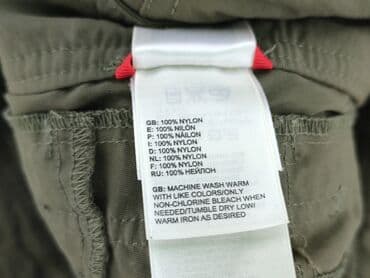 GB: 100% NYLON
E: 100% NILÓN
P: 100% NÁILON
I: 100% NYLON
D: 100% NYLON
NL: 100% NYLON
F: 100% NYLON
RU: 100% НЕЙЛОН
GB: MACHINE WASH WARM
WITH LIKE COLORS/ONLY
NON-CHLORINE BLEACH WHEN
NEEDED/TUMBLE DRY LOW/
WARM IRON AS DESIRED